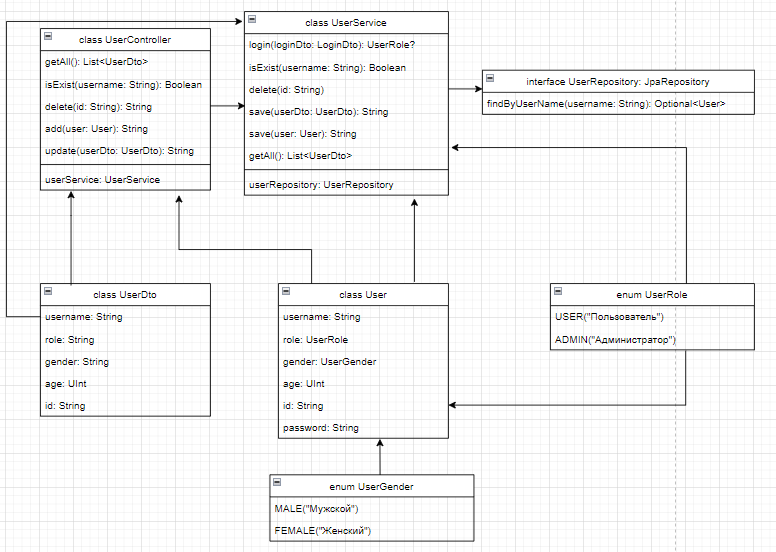 class UserController
getAll(): List<UserDto>
isExist(username: String): Boolean
delete(id: String): String
add(user: User): String
update(userDto: UserDto): String
userService: UserService
class UserService
login(loginDto: LoginDto): UserRole?
isExist(username: String): Boolean
delete(id: String)
save(userDto: UserDto): String
save(user: User): String
getAll(): List<UserDto>
userRepository: UserRepository
interface UserRepository: JpaRepository
findByUserName(username: String): Optional<User>
class UserDto
username: String
role: String
gender: String
age: UInt
id: String
class User
username: String
role: UserRole
gender: UserGender
age: UInt
id: String
password: String
enum UserRole
USER("Пользователь")
ADMIN("Администратор")
enum UserGender
MALE("Мужской")
FEMALE("Женский")